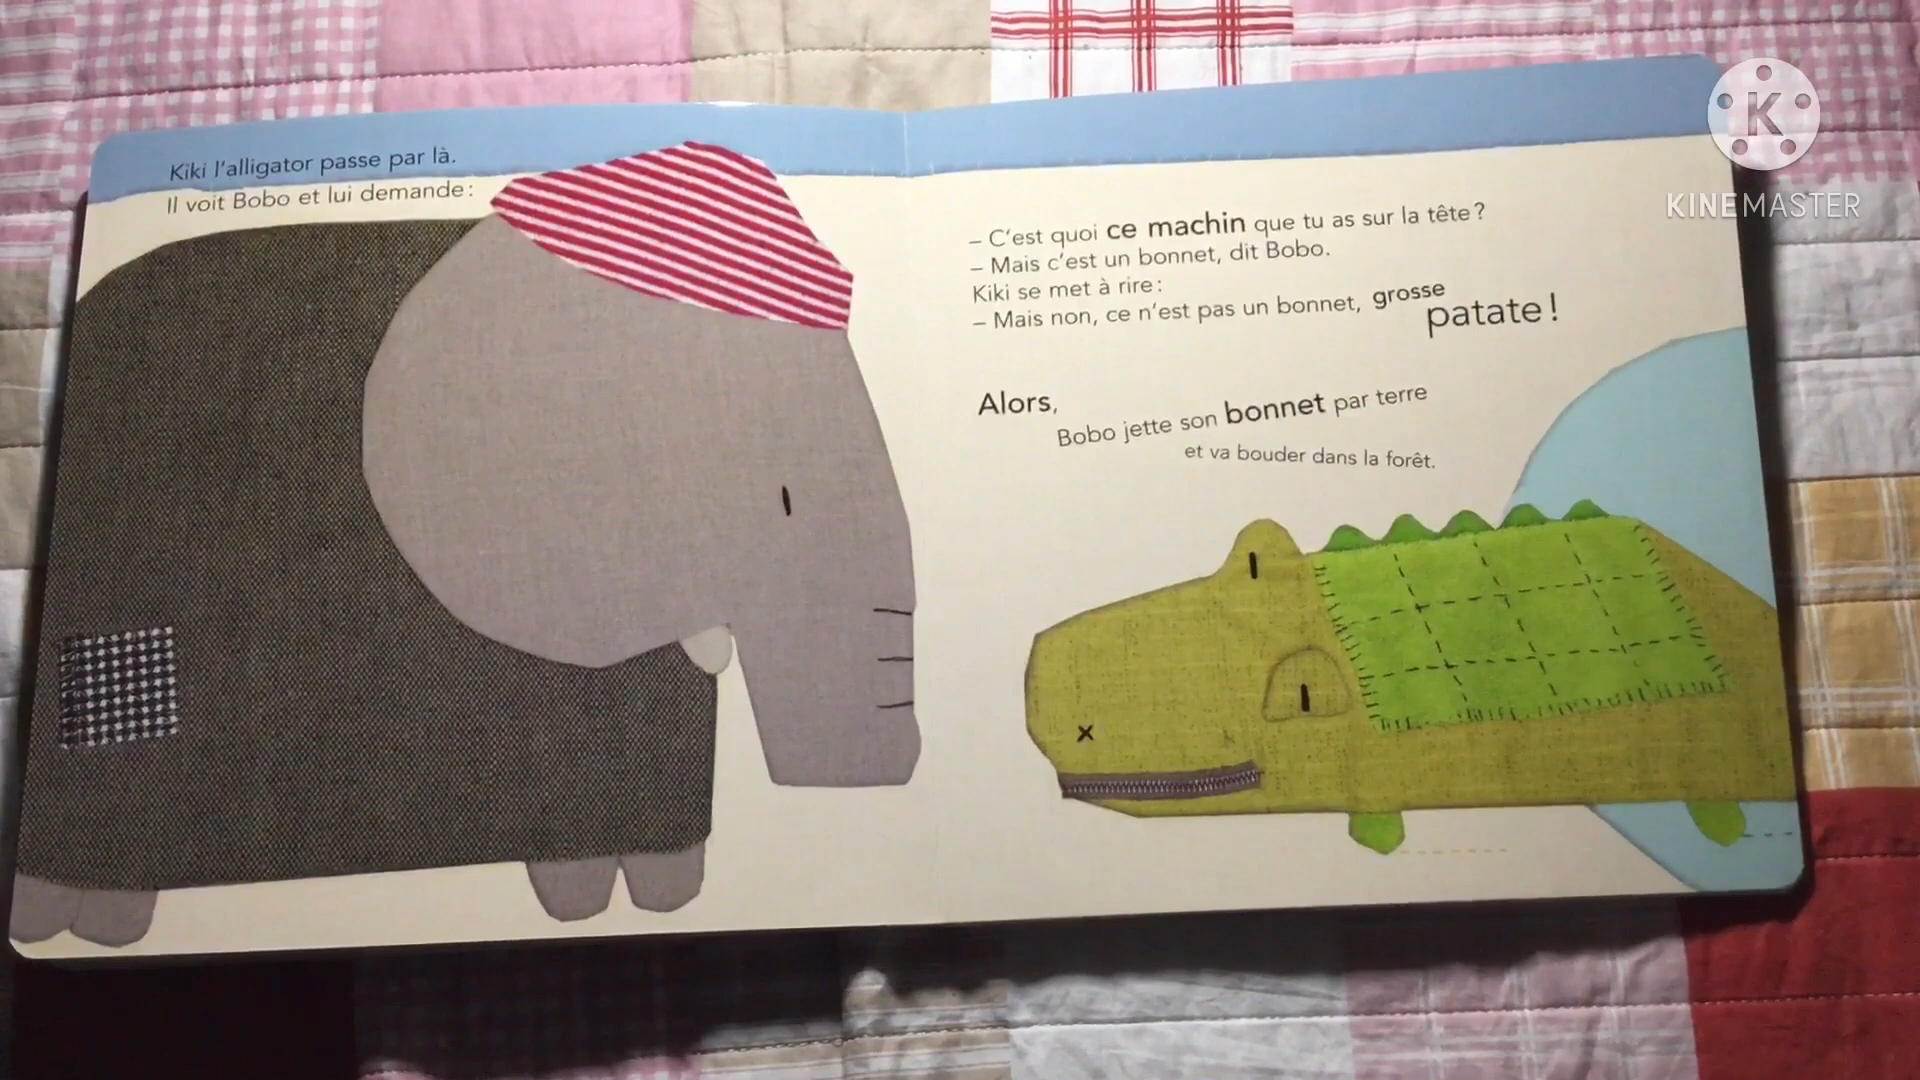 Kiki l'alligator passe par là.
Il voit Bobo et lui demande :
– C'est quoi ce machin que tu as sur la tête ?
– Mais c'est un bonnet, dit Bobo.
Kiki se met à rire :
– Mais non, ce n'est pas un bonnet, grosse
patate !
Alors,
Bobo jette son bonnet par terre
et va bouder dans la forêt.
K
KINEMASTER